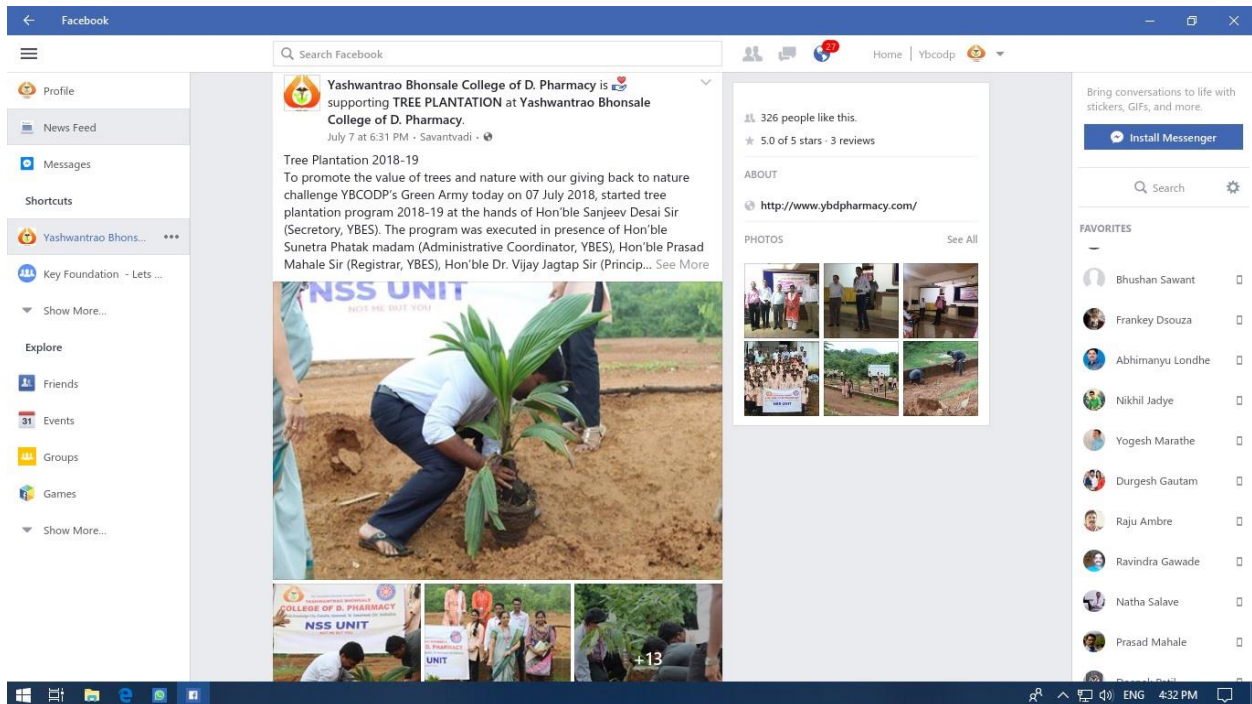 Facebook
Search Facebook
27
Home
Ybcodp
Profile
News Feed
Messages
Shortcuts
Yashwantrao Bhons...
Key Foundation - Lets ...
Show More...
Explore
Friends
31
Events
Groups
Games
Show More...
Yashwantrao Bhonsale College of D. Pharmacy is
supporting TREE PLANTATION at Yashwantrao Bhonsale
College of D. Pharmacy.
July 7 at 6:31 PM · Savantvadi ·
Tree Plantation 2018-19
To promote the value of trees and nature with our giving back to nature
challenge YBCODP's Green Army today on 07 July 2018, started tree
plantation program 2018-19 at the hands of Hon'ble Sanjeev Desai Sir
(Secretory, YBES). The program was executed in presence of Hon'ble
Sunetra Phatak madam (Administrative Coordinator, YBES), Hon'ble Prasad
Mahale Sir (Registrar, YBES), Hon'ble Dr. Vijay Jagtap Sir (Princip... See More
NSS UNIT
NOT ME BUT YOU
COLLEGE OF D. PHARMACY
NSS UNIT
NOT ME BUT YOU
D. PHARMACY
UNIT
+13
326 people like this.
5.0 of 5 stars · 3 reviews
ABOUT
http://www.ybdpharmacy.com/
PHOTOS
See All
NSS UNIT
Bring conversations to life with
stickers, GIFs, and more.
Install Messenger
Search
FAVORITES
Bhushan Sawant
Frankey Dsouza
Abhimanyu Londhe
Nikhil Jadye
Yogesh Marathe
Durgesh Gautam
Raju Ambre
Ravindra Gawade
Natha Salave
Prasad Mahale
ENG
4:32 PM